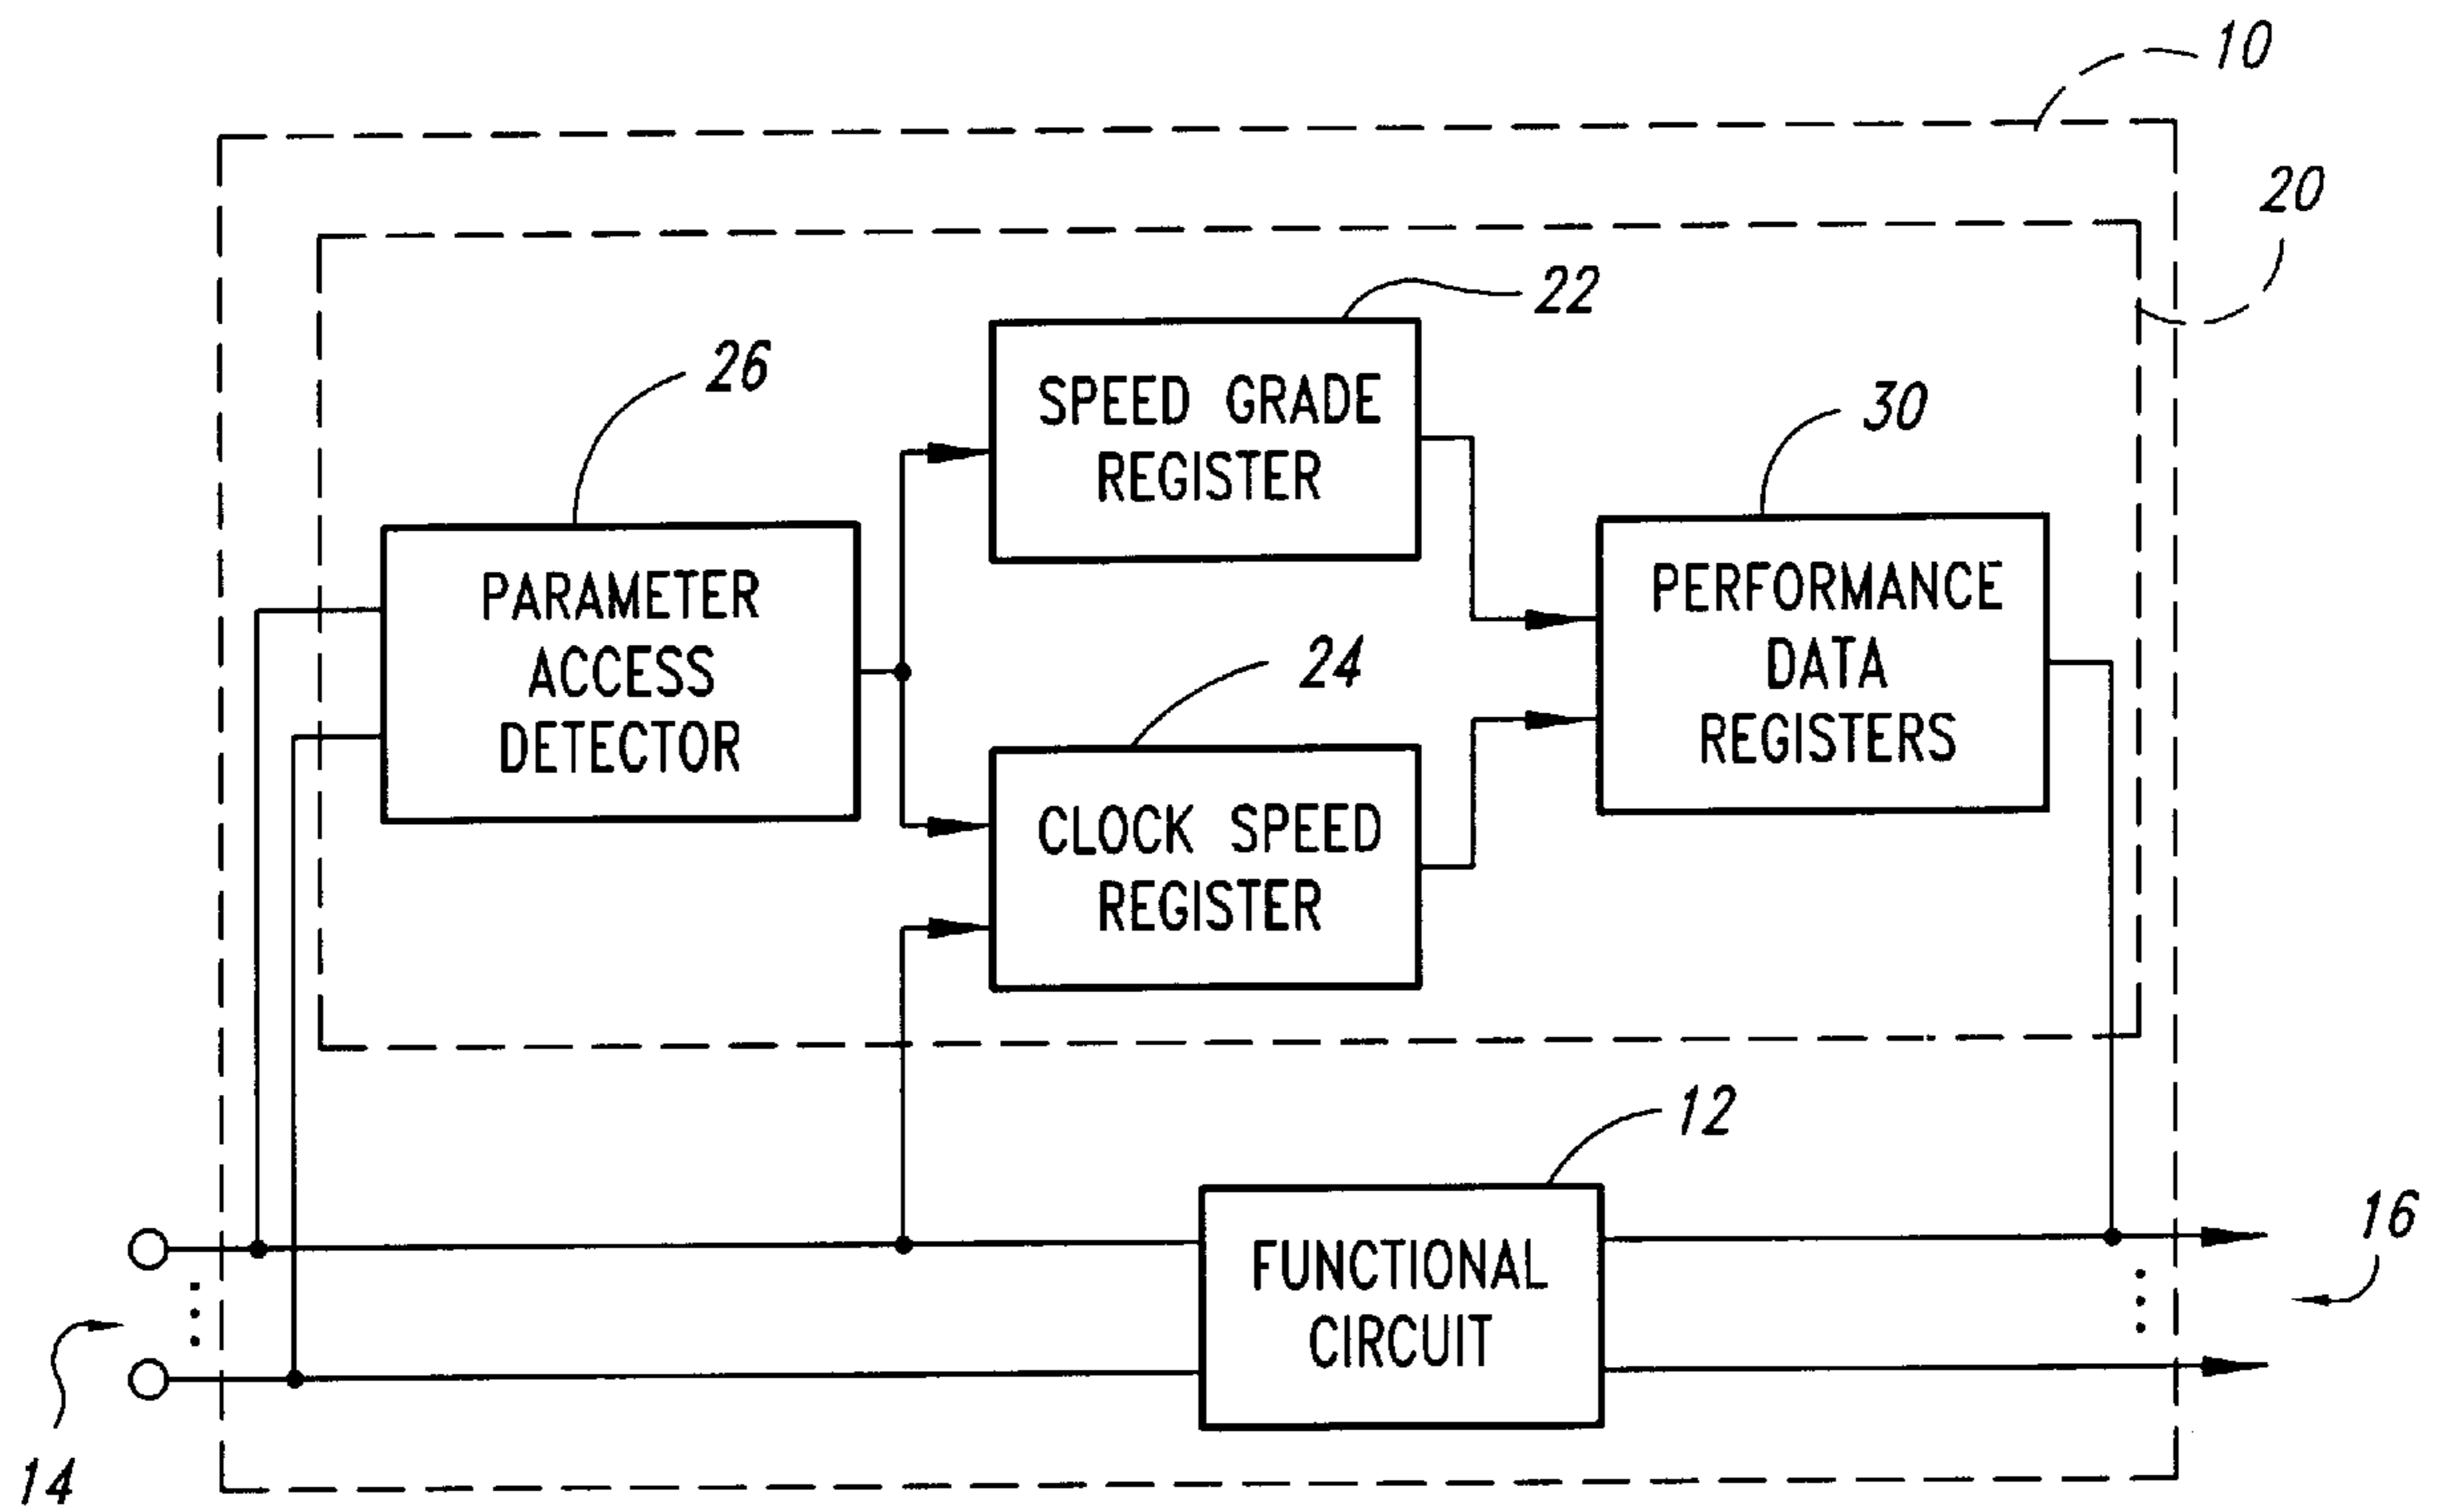 10
20
22
26
SPEED GRADE
REGISTER
30
PARAMETER
ACCESS
DETECTOR
PERFORMANCE
DATA
REGISTERS
24
CLOCK SPEED
REGISTER
12
16
FUNCTIONAL
CIRCUIT
14